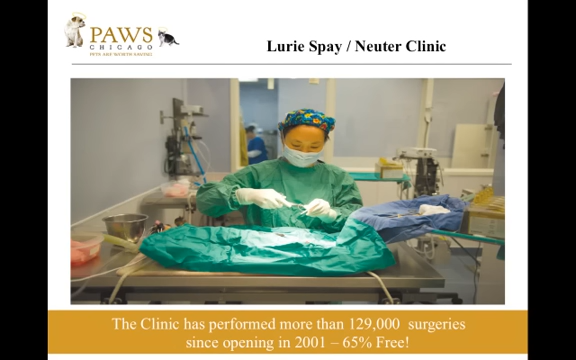 PAWS
CHICAGO
PETS ARE WORTH SAVING
Lurie Spay / Neuter Clinic
The Clinic has performed more than 129,000 surgeries
since opening in 2001 – 65% Free!